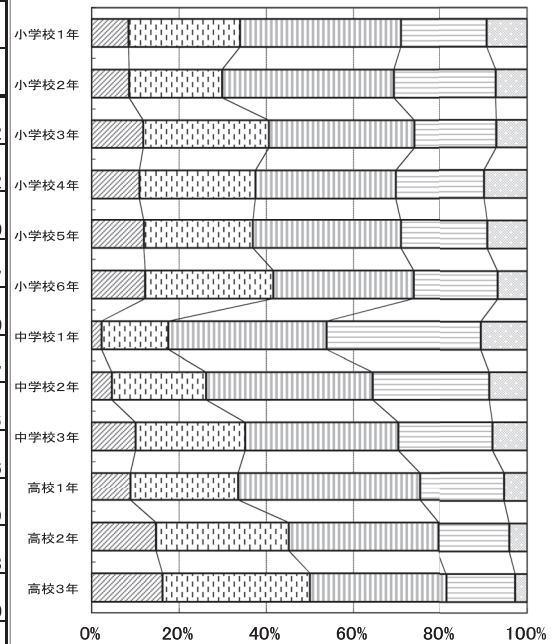 小学校1年
小学校2年
小学校3年
小学校4年
小学校5年
小学校6年
中学校1年
中学校2年
中学校3年
高校1年
高校2年
高校3年
0% 20% 40% 60% 80% 100%